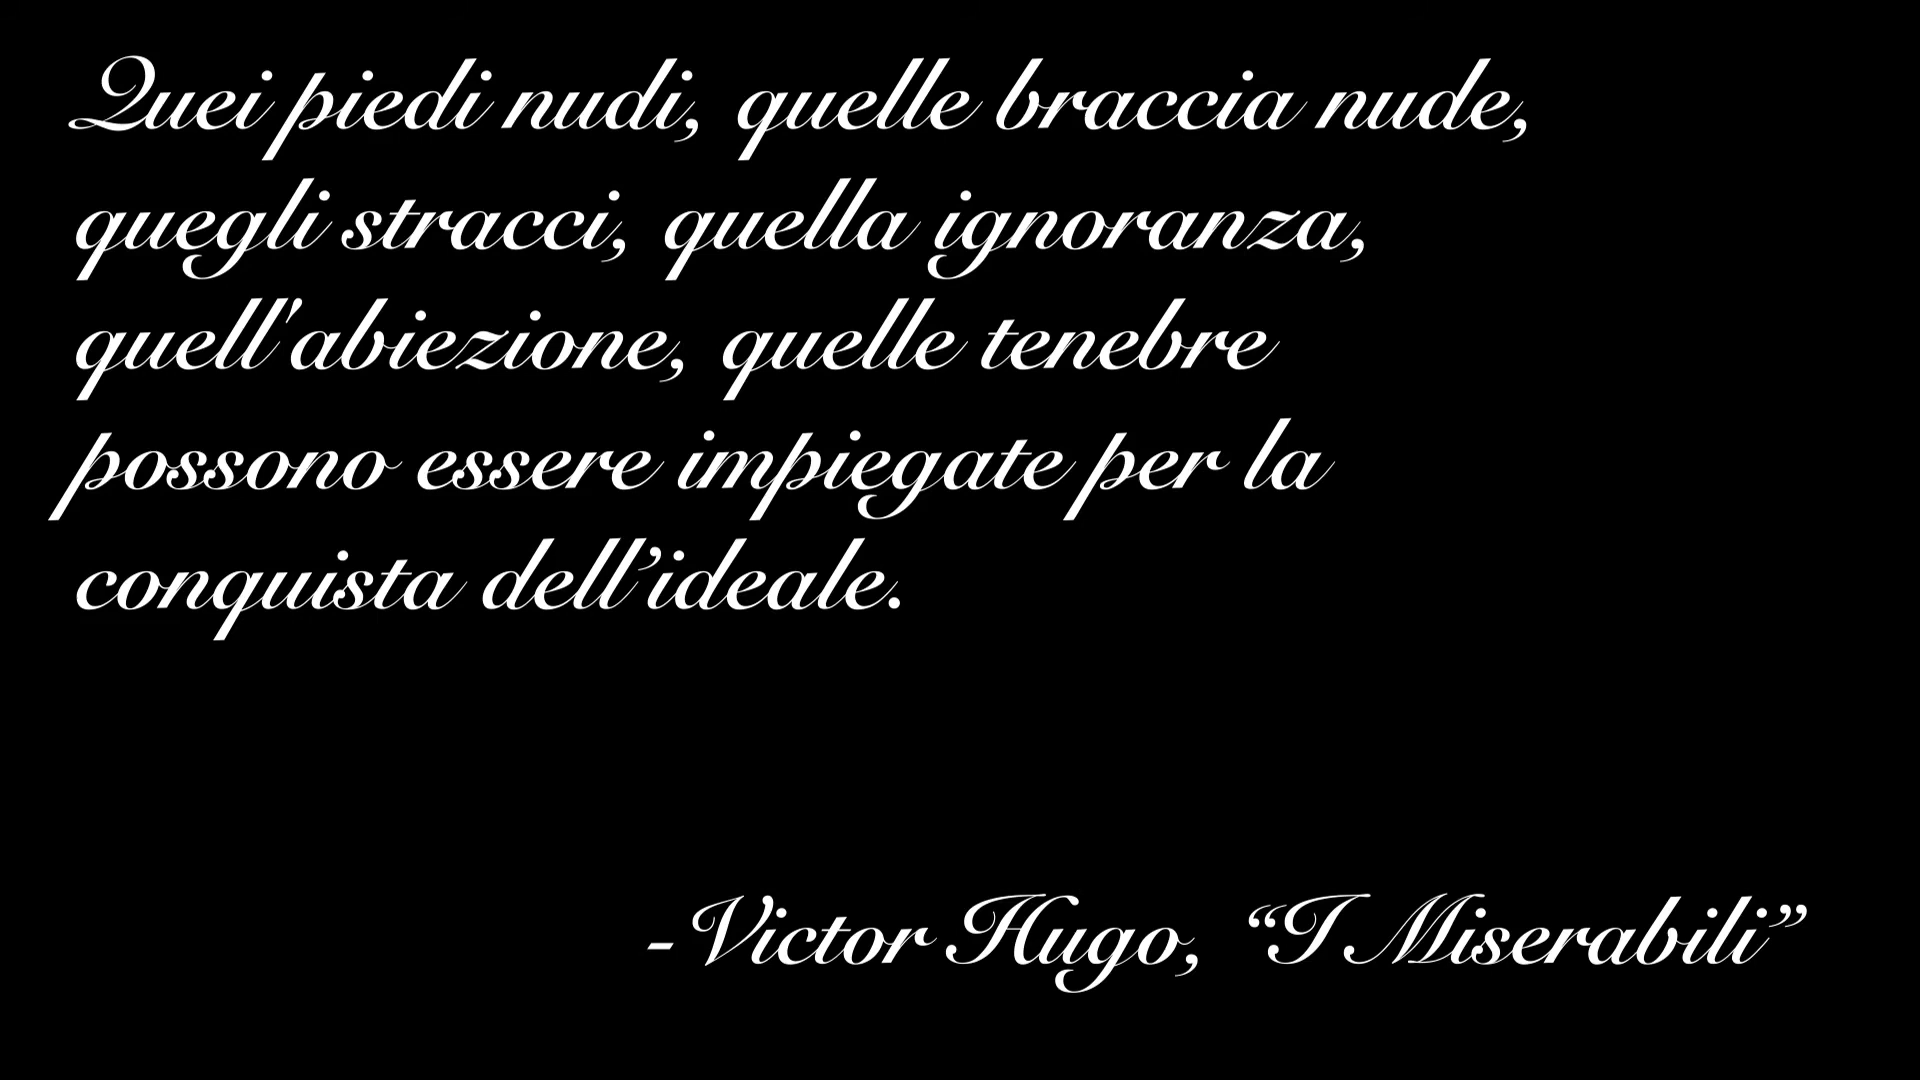 Quei piedi nudi, quelle braccia nude,
quegli stracci, quella ignoranza,
quell'abiezione, quelle tenebre
possono essere impiegate per la
conquista dell’ideale.
-Victor Hugo, “I Miserabili”